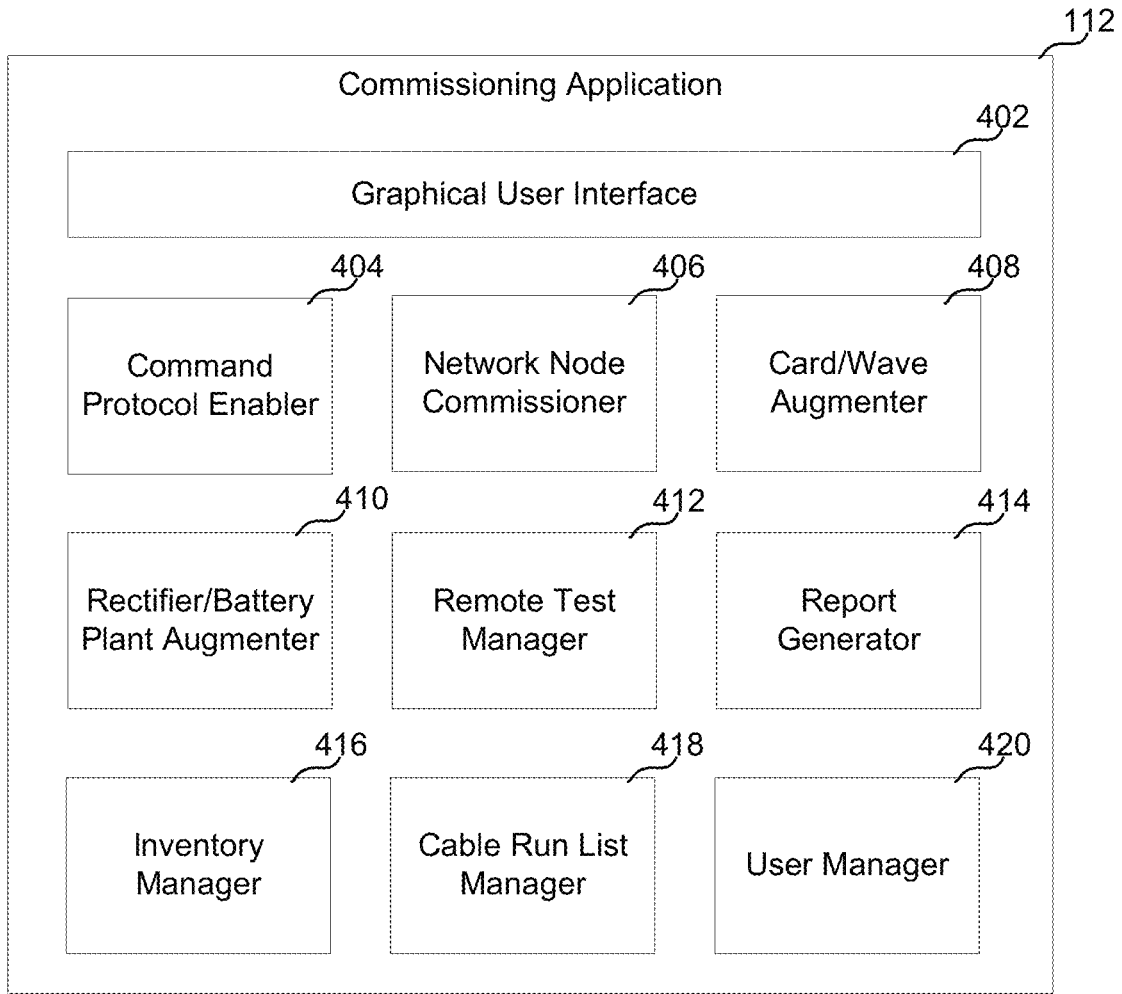 112
Commissioning Application
402
Graphical User Interface
404
406
408
Command
Protocol Enabler
Network Node
Commissioner
Card/Wave
Augmenter
410
412
414
Rectifier/Battery
Plant Augmenter
Remote Test
Manager
Report
Generator
416
418
420
Inventory
Manager
Cable Run List
Manager
User Manager